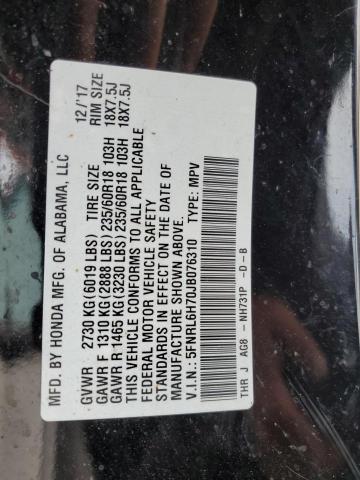 MFD. BY HONDA MFG. OF ALABAMA, LLC 12/'17
GVWR 2730 KG(6019 LBS) TIRE SIZE RIM SIZE
GAWR F 1310 KG(2888 LBS)235/60R18 103H 18X7.5J
GAWR R 1465 KG(3230 LBS)235/60R18 103H 18X7.5J
THIS VEHICLE CONFORMS TO ALL APPLICABLE
FEDERAL MOTOR VEHICLE SAFETY
STANDARDS IN EFFECT ON THE DATE OF
MANUFACTURE SHOWN ABOVE.
V.I.N.: 5FNRL6H70JB076310 TYPE: MPV
THR J AG8 -NH731P -D-B